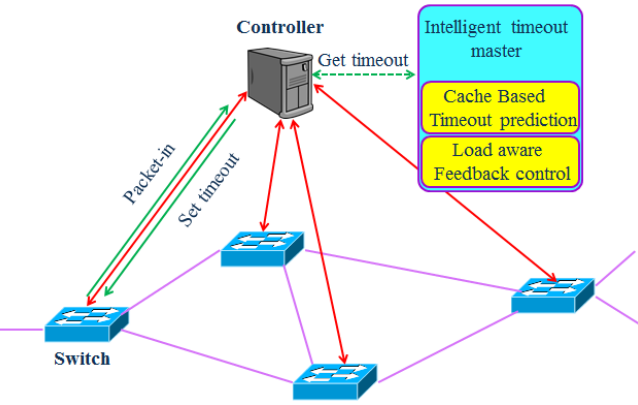 Controller
Intelligent timeout
master
Get timeout
Cache Based
Timeout prediction
Load aware
Feedback control
Packet-in
Set timeout
Switch